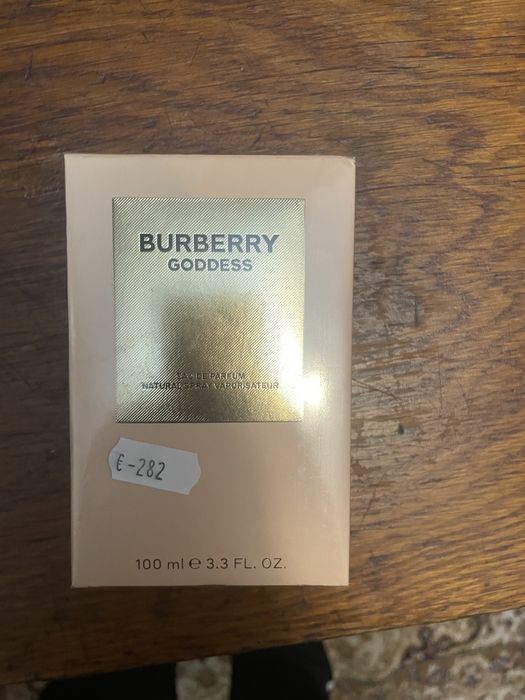 BURBERRY
GODDESS
EAU DE PARFUM
NATURAL SPRAY VAPORISATEUR
€-282
100 ml ℮ 3.3 FL. OZ.